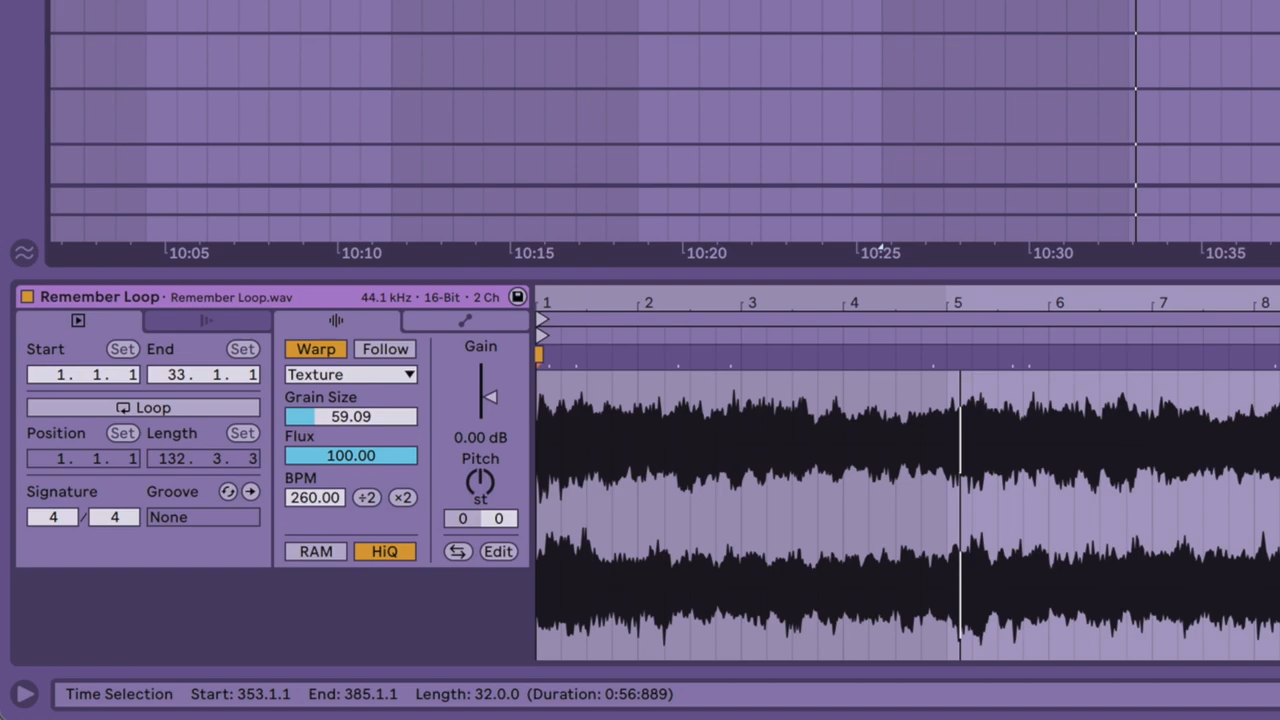 10:05 10:10 10:15 10:20 10:25 10:30 10:35
Remember Loop · Remember Loop.wav 44.1 kHz · 16-Bit · 2 Ch
1 2 3 4 5 6 7 8
Start Set End Set
1. 1. 1 33. 1. 1
Loop
Position Set Length Set
1. 1. 1 132. 3. 3
Signature Groove
4 / 4 None
Warp Follow
Texture
Grain Size
59.09
Flux
100.00
BPM
260.00 ÷2 ×2
RAM HiQ
Gain
0.00 dB
Pitch
st
0 0
Edit
Time Selection Start: 353.1.1 End: 385.1.1 Length: 32.0.0 (Duration: 0:56:889)